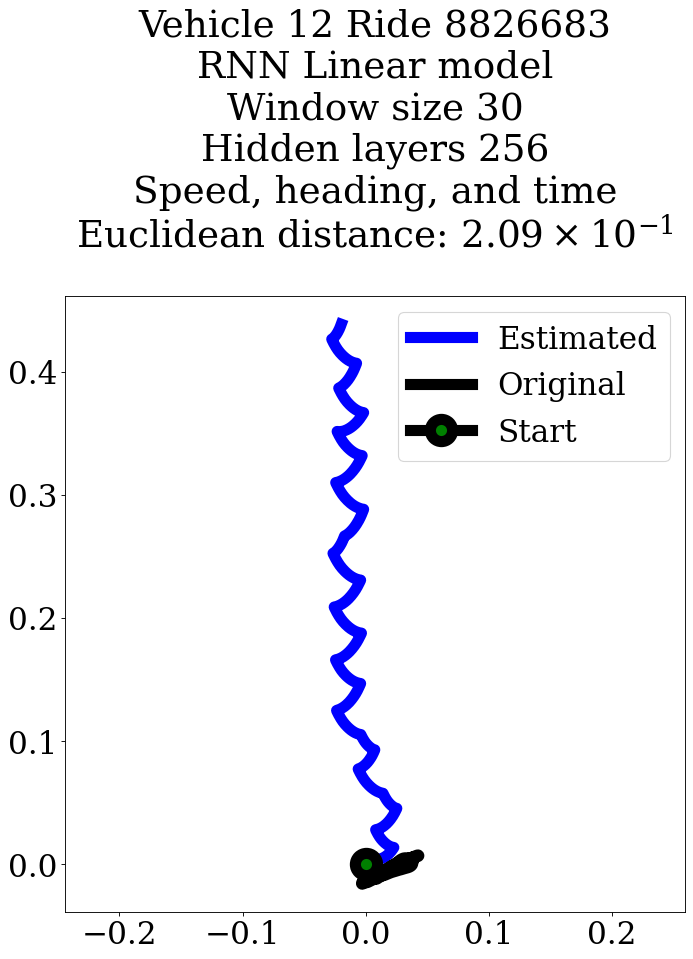 Vehicle 12 Ride 8826683
RNN Linear model
Window size 30
Hidden layers 256
Speed, heading, and time
Euclidean distance: 2.09 × 10⁻¹
Estimated
Original
Start
0.4
0.3
0.2
0.1
0.0
−0.2
−0.1
0.0
0.1
0.2